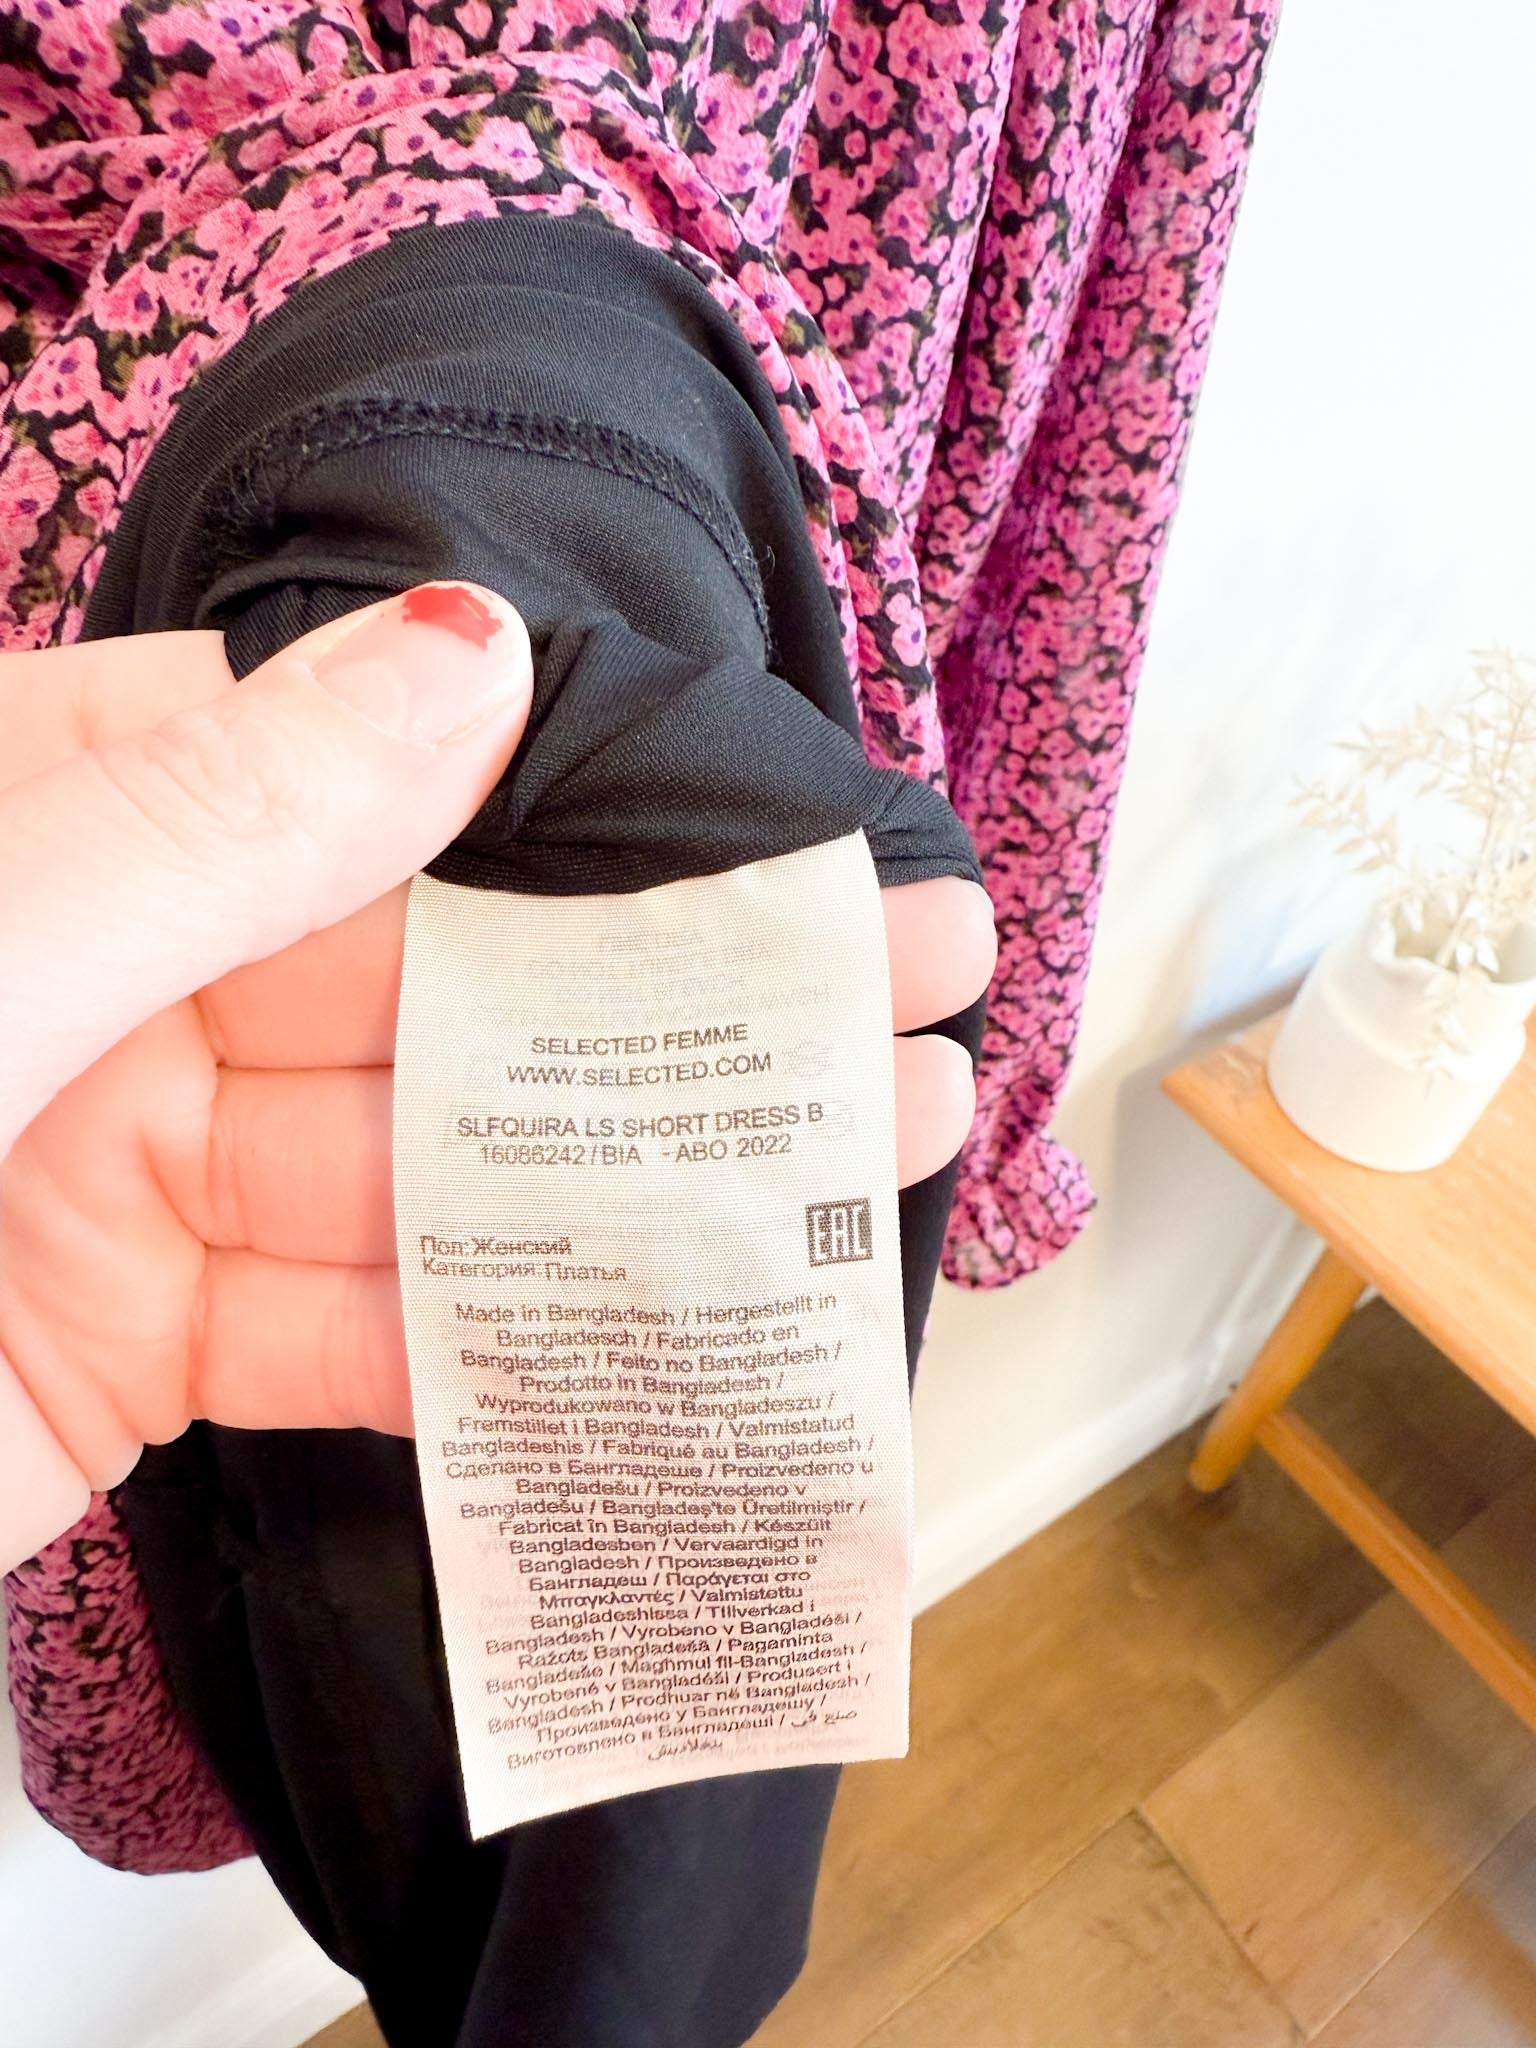 SELECTED FEMME
WWW.SELECTED.COM
SLFQUIRA LS SHORT DRESS B
16086242/BIA - ABO 2022
EAC
Пол: Женский
Категория: Платья
Made in Bangladesh / Hergestellt in
Bangladesch / Fabricado en
Bangladesh / Feito no Bangladesh /
Prodotto in Bangladesh /
Wyprodukowano w Bangladeszu /
Fremstillet i Bangladesh / Valmistatud
Bangladeshis / Fabriqué au Bangladesh /
Сделано в Бангладеше / Proizvedeno u
Bangladešu / Proizvedeno v
Bangladešu / Bangladeş'te Üretilmiştir /
Fabricat în Bangladesh / Készült
Bangladesben / Vervaardigd in
Bangladesh / Произведено в
Бангладеш / Παράγεται στο
Μπαγκλαντές / Valmistettu
Bangladeshissa / Tillverkad i
Bangladesh / Vyrobeno v Bangladéši /
Ražots Bangladešā / Pagaminta
Bangladeše / Magħmul fil-Bangladesh /
Vyrobené v Bangladéši / Produsert i
Bangladesh / Prodhuar në Bangladesh /
Произведено у Бангладешу /
Виготовлено в Бангладеші / صنع في
بنغلاديش